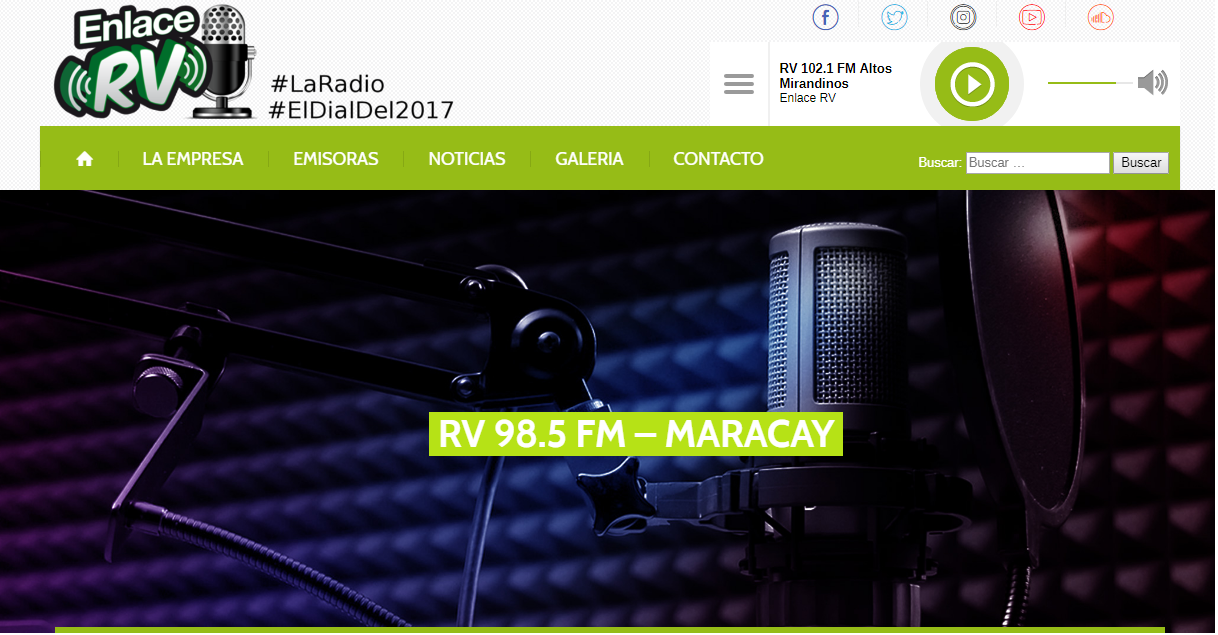 Enlace
RV
#LaRadio
#ElDialDel2017
RV 102.1 FM Altos
Mirandinos
Enlace RV
LA EMPRESA
EMISORAS
NOTICIAS
GALERIA
CONTACTO
Buscar:
Buscar …
Buscar
RV 98.5 FM – MARACAY